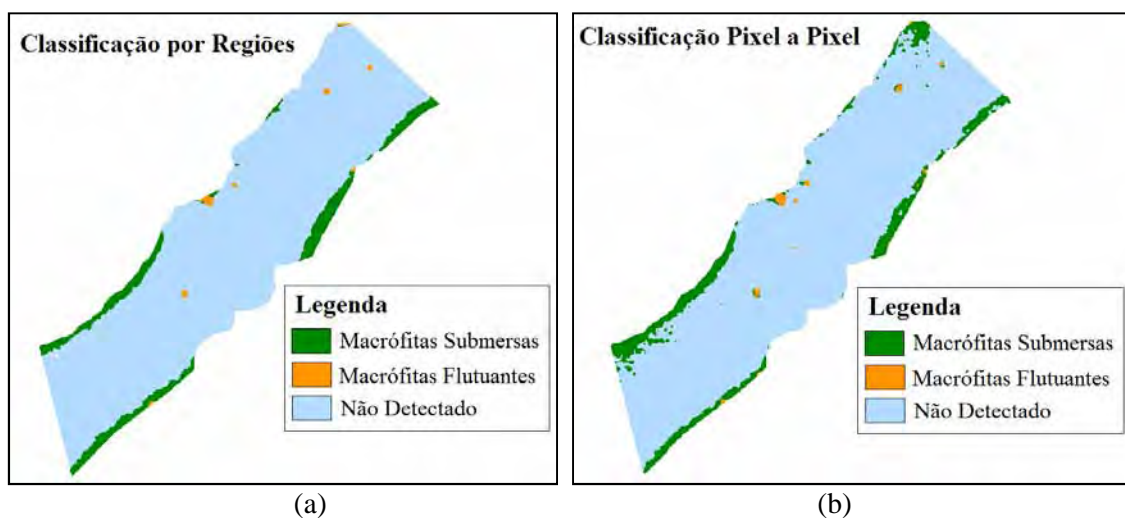 Classificação por Regiões
Legenda
Macrófitas Submersas
Macrófitas Flutuantes
Não Detectado
(a)
Classificação Pixel a Pixel
Legenda
Macrófitas Submersas
Macrófitas Flutuantes
Não Detectado
(b)